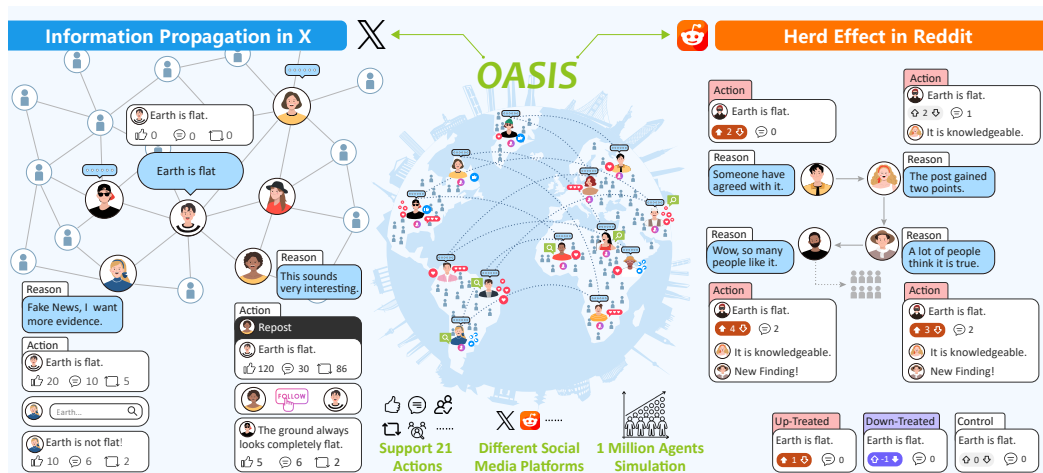 Information Propagation in X
OASIS
Herd Effect in Reddit
Earth is flat.
0 0 0
Earth is flat
Reason
Fake News, I want
more evidence.
Action
Earth is flat.
20 10 5
Earth...
Earth is not flat!
10 6 2
Reason
This sounds
very interesting.
Action
Repost
Earth is flat.
120 30 86
FOLLOW
The ground always
looks completely flat.
5 6 2
Support 21
Actions
......
Different Social
Media Platforms
......
1 Million Agents
Simulation
Action
Earth is flat.
2 0
Reason
Someone have
agreed with it.
Action
Earth is flat.
2 1
It is knowledgeable.
Reason
The post gained
two points.
Reason
Wow, so many
people like it.
Reason
A lot of people
think it is true.
Action
Earth is flat.
4 2
It is knowledgeable.
New Finding!
Action
Earth is flat.
3 2
It is knowledgeable.
New Finding!
Up-Treated
Earth is flat.
1 0
Down-Treated
Earth is flat.
-1 0
Control
Earth is flat.
0 0